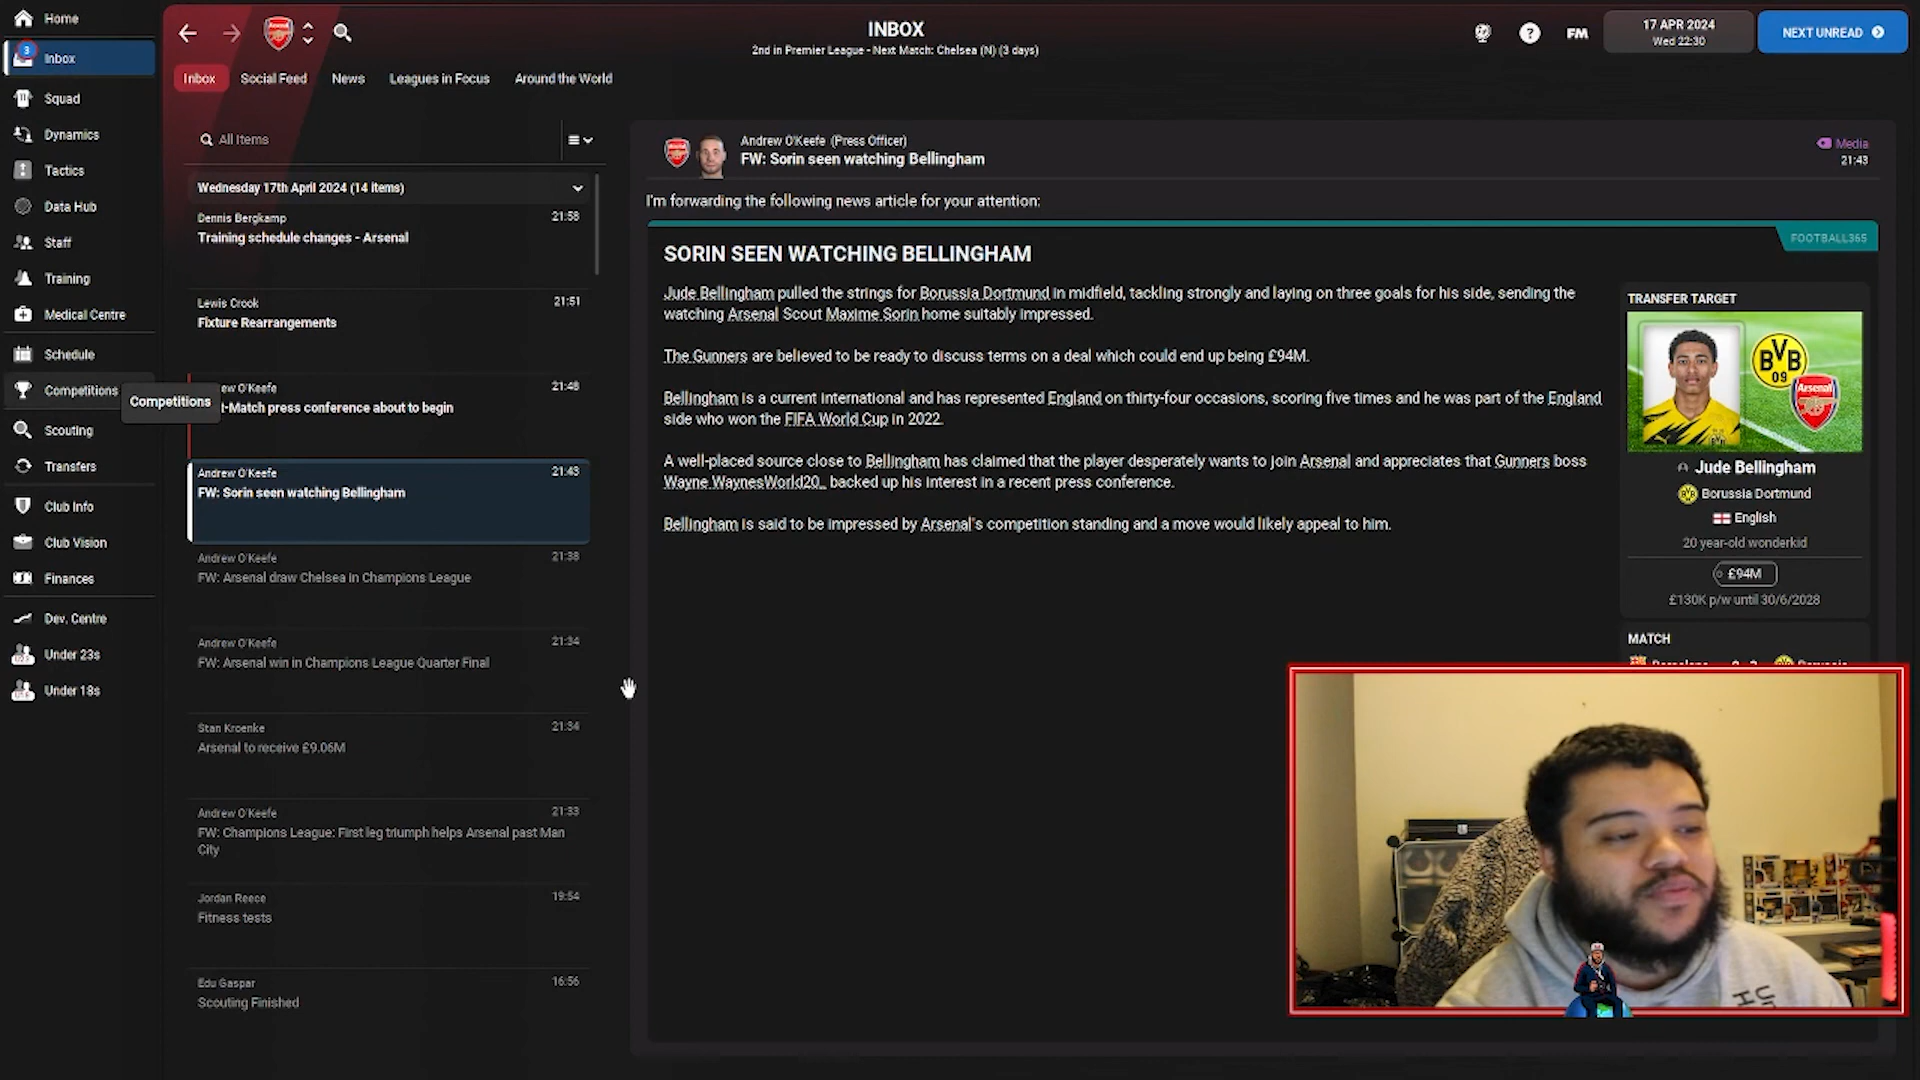 Home
3
Inbox
Squad
Dynamics
Tactics
Data Hub
Staff
Training
Medical Centre
Schedule
Competitions
Scouting
Transfers
Club Info
Club Vision
Finances
Dev. Centre
Under 23s
Under 18s
Competitions
INBOX
2nd in Premier League - Next Match: Chelsea (N) (3 days)
FM
17 APR 2024
Wed 22:30
NEXT UNREAD
Inbox Social Feed News Leagues in Focus Around the World
All Items
Wednesday 17th April 2024 (14 items)
Dennis Bergkamp 21:58
Training schedule changes - Arsenal
Lewis Crook 21:51
Fixture Rearrangements
ew O'Keefe 21:48
t-Match press conference about to begin
Andrew O'Keefe 21:43
FW: Sorin seen watching Bellingham
Andrew O'Keefe 21:38
FW: Arsenal draw Chelsea in Champions League
Andrew O'Keefe 21:34
FW: Arsenal win in Champions League Quarter Final
Stan Kroenke 21:34
Arsenal to receive £9.06M
Andrew O'Keefe 21:33
FW: Champions League: First leg triumph helps Arsenal past Man
City
Jordan Reece 19:54
Fitness tests
Edu Gaspar 16:56
Scouting Finished
Andrew O'Keefe (Press Officer)
FW: Sorin seen watching Bellingham
Media
21:43
I'm forwarding the following news article for your attention:
FOOTBALL365
SORIN SEEN WATCHING BELLINGHAM
Jude Bellingham pulled the strings for Borussia Dortmund in midfield, tackling strongly and laying on three goals for his side, sending the
watching Arsenal Scout Maxime Sorin home suitably impressed.
The Gunners are believed to be ready to discuss terms on a deal which could end up being £94M.
Bellingham is a current international and has represented England on thirty-four occasions, scoring five times and he was part of the England
side who won the FIFA World Cup in 2022.
A well-placed source close to Bellingham has claimed that the player desperately wants to join Arsenal and appreciates that Gunners boss
Wayne WaynesWorld20_ backed up his interest in a recent press conference.
Bellingham is said to be impressed by Arsenal's competition standing and a move would likely appeal to him.
TRANSFER TARGET
BVB
09
Arsenal
Jude Bellingham
Borussia Dortmund
English
20 year-old wonderkid
£94M
£130K p/w until 30/6/2028
MATCH